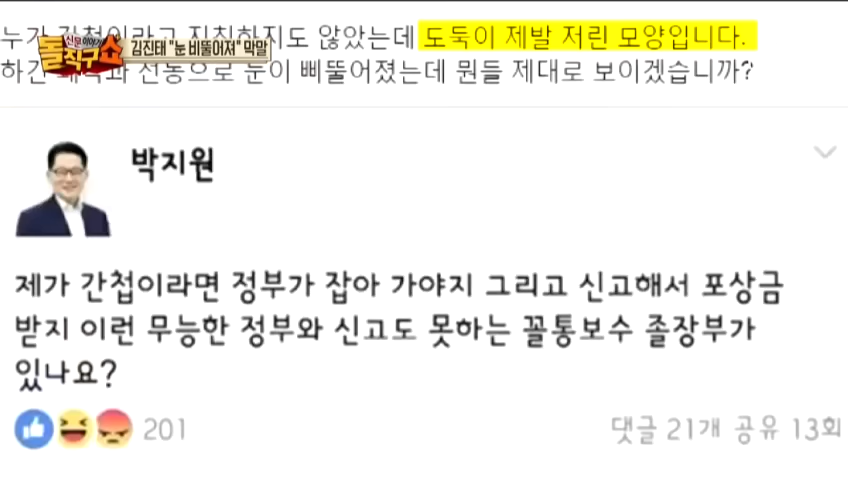 누가 간첩이라고 지칭하지도 않았는데 도둑이 제발 저린 모양입니다.
신문이야기
돌직구쇼
김진태 "눈 비뚤어져" 막말
하긴 선동으로 눈이 삐뚤어졌는데 뭔들 제대로 보이겠습니까?
박지원
제가 간첩이라면 정부가 잡아 가야지 그리고 신고해서 포상금
받지 이런 무능한 정부와 신고도 못하는 꼴통보수 졸장부가
있나요?
201
댓글 21개 공유 13회